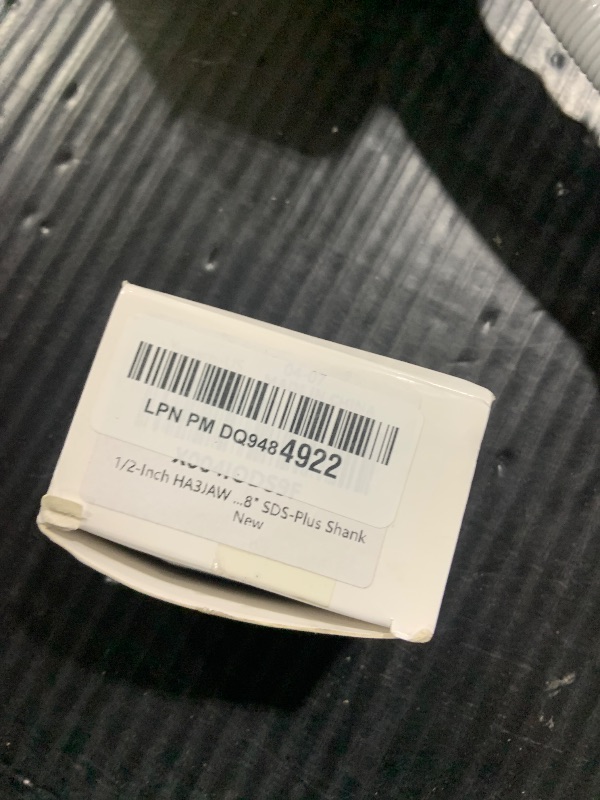 LPN PM DQ9484922
1/2-Inch HA3JAW ...8" SDS-Plus Shank
New